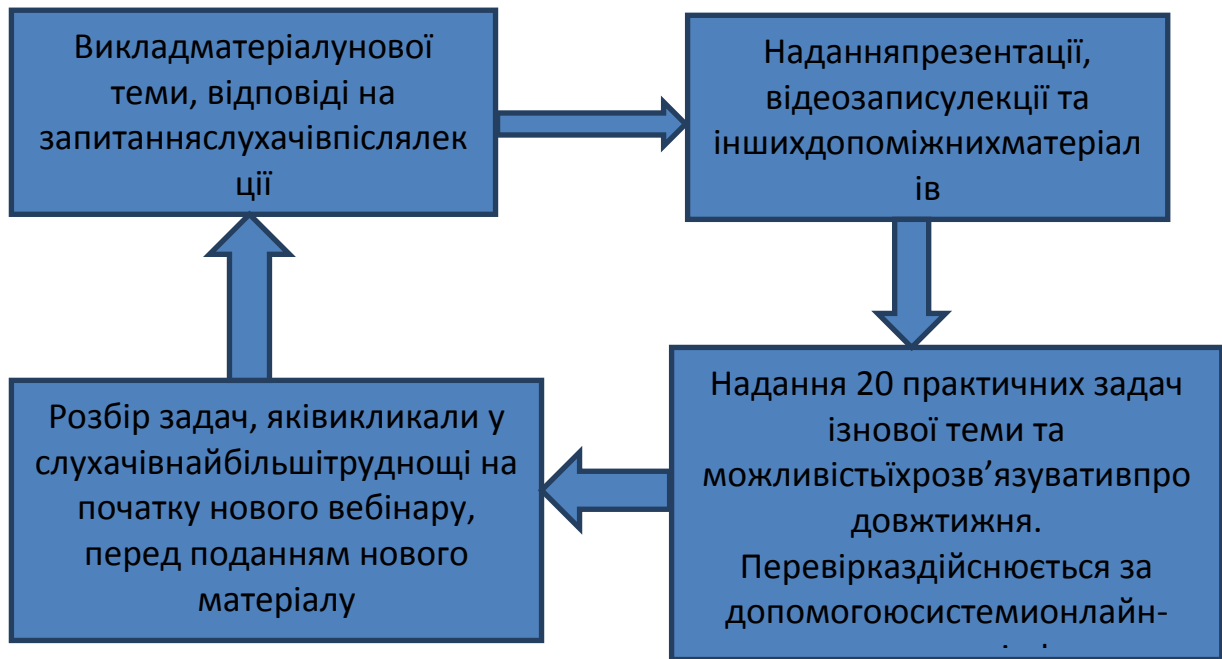 Викладматеріалунової
теми, відповіді на
запитанняслухачівпіслялек
ції
Наданняпрезентації,
відеозаписулекції та
іншихдопоміжнихматеріал
ів
Надання 20 практичних задач
ізнової теми та
можливістьїхрозв’язувативпро
довжтижня.
Перевірказдійснюється за
допомогоюсистемионлайн-
Розбір задач, яківикликали у
слухачівнайбільшітруднощі на
початку нового вебінару,
перед поданням нового
матеріалу